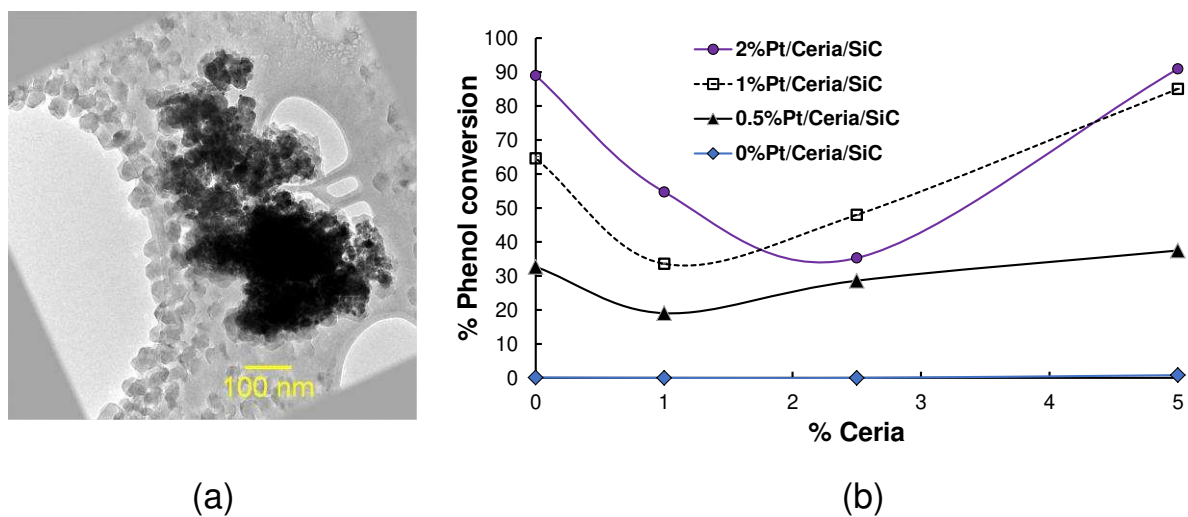 100 nm
% Phenol conversion
100
90
80
70
60
50
40
30
20
10
0
2%Pt/Ceria/SiC
1%Pt/Ceria/SiC
0.5%Pt/Ceria/SiC
0%Pt/Ceria/SiC
0 1 2 3 4 5
% Ceria
(a) (b)